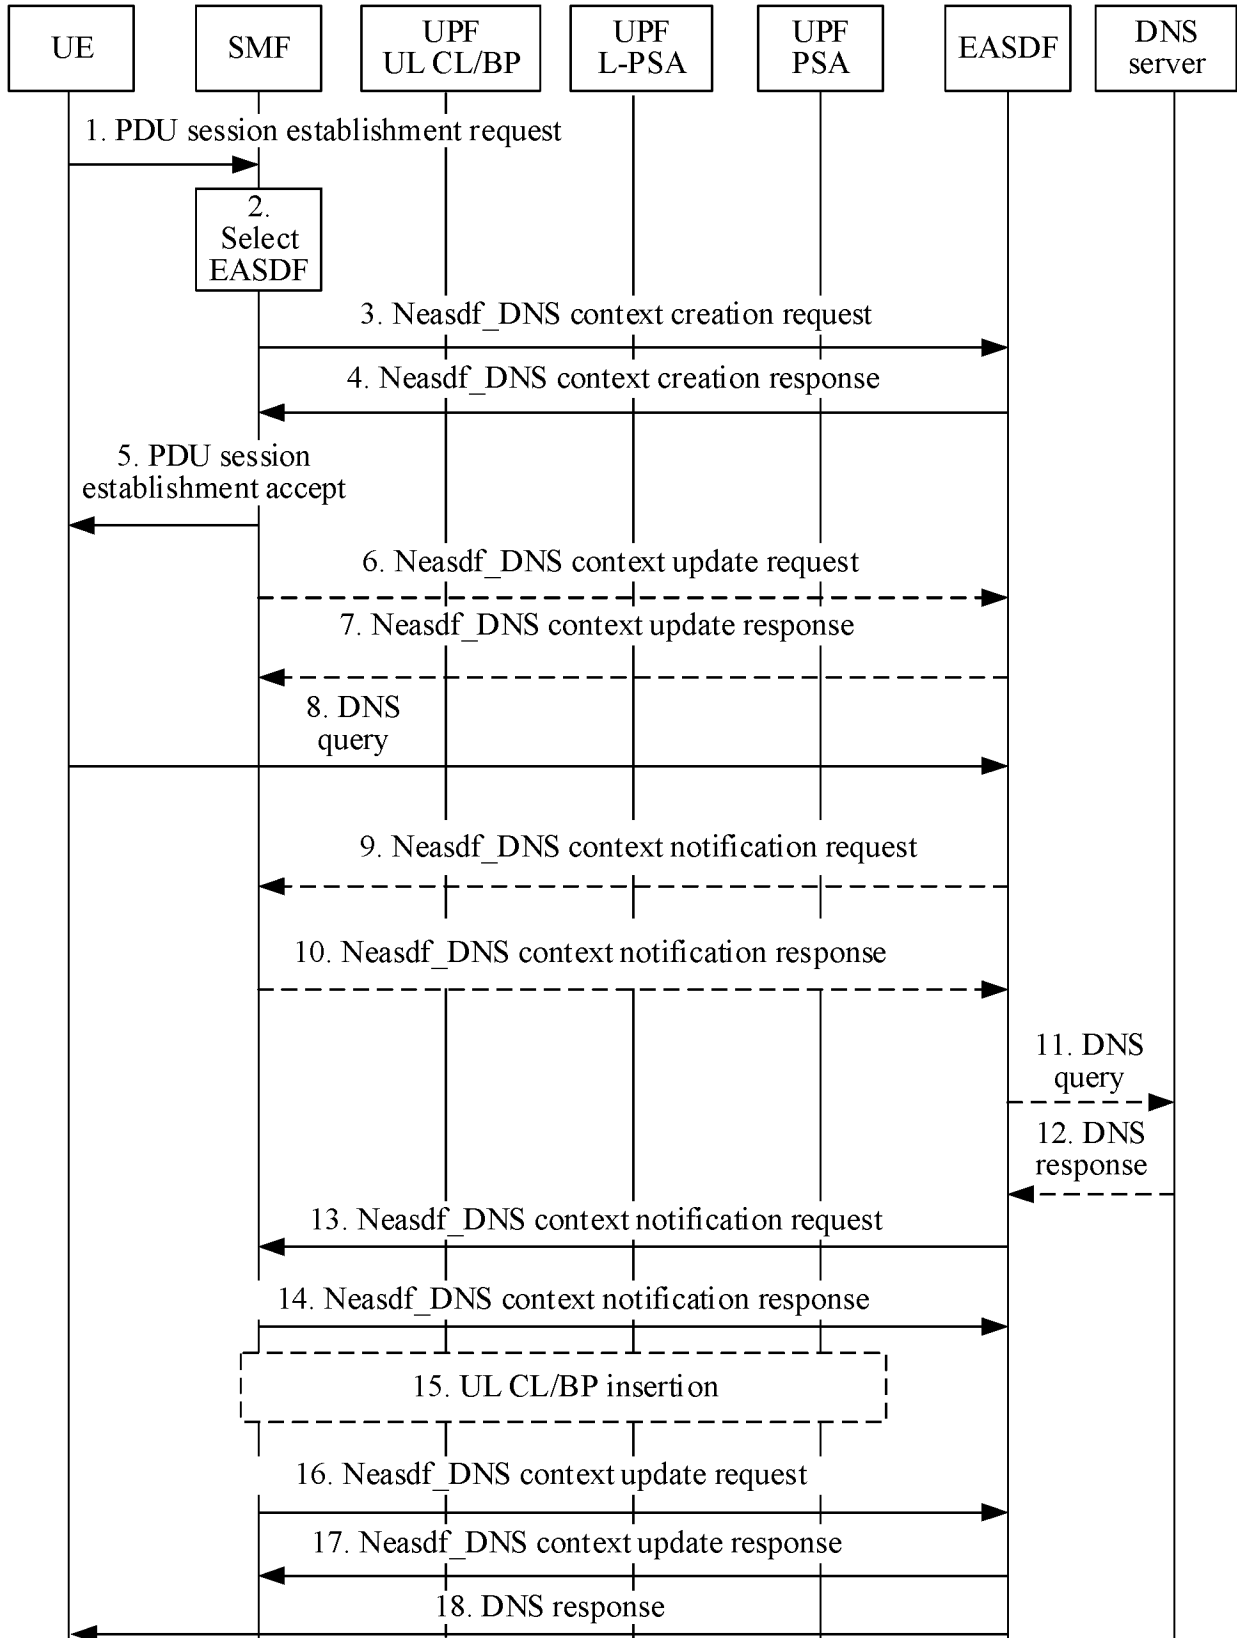 UE
SMF
UPF
UL CL/BP
UPF
L-PSA
UPF
PSA
EASDF
DNS
server
1. PDU session establishment request
2.
Select
EASDF
3. Neasdf_DNS context creation request
4. Neasdf_DNS context creation response
5. PDU session
establishment accept
6. Neasdf_DNS context update request
7. Neasdf_DNS context update response
8. DNS
query
9. Neasdf_DNS context notification request
10. Neasdf_DNS context notification response
11. DNS
query
12. DNS
response
13. Neasdf_DNS context notification request
14. Neasdf_DNS context notification response
15. UL CL/BP insertion
16. Neasdf_DNS context update request
17. Neasdf_DNS context update response
18. DNS response